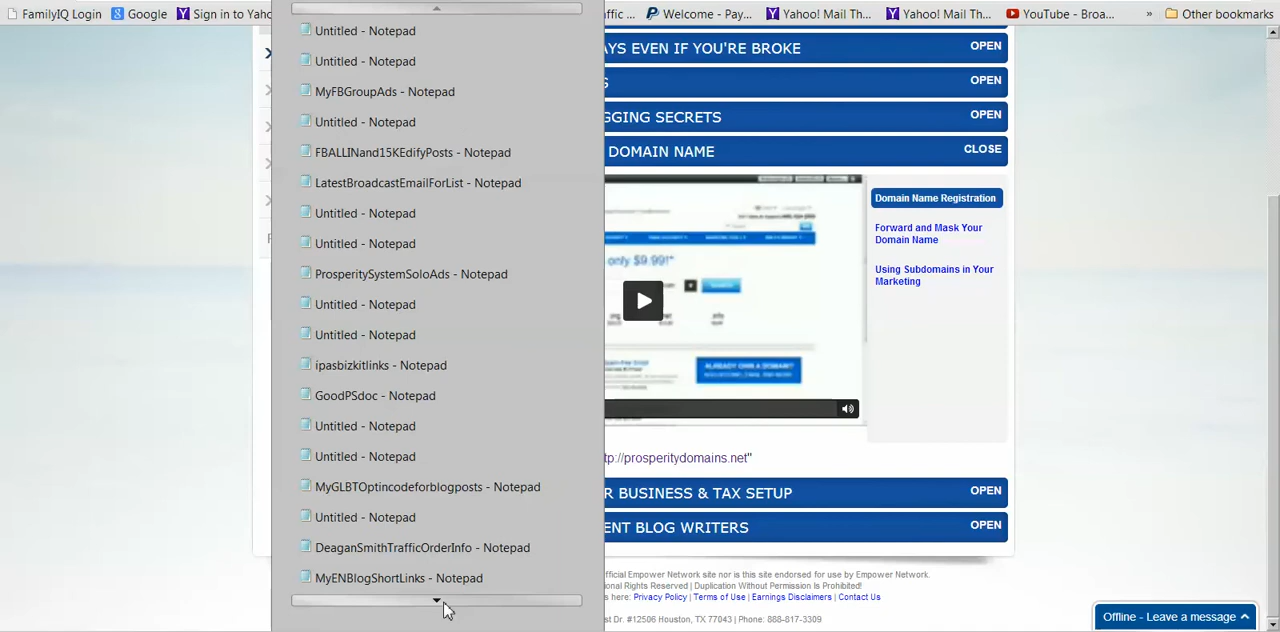 FamilyIQ Login
Google
Sign in to Yaho
ffic ...
Welcome - Pay...
Yahoo! Mail Th...
Yahoo! Mail Th...
YouTube - Broa...
»
Other bookmarks
Untitled - Notepad
Untitled - Notepad
MyFBGroupAds - Notepad
Untitled - Notepad
FBALLINand15KEdifyPosts - Notepad
LatestBroadcastEmailForList - Notepad
Untitled - Notepad
Untitled - Notepad
ProsperitySystemSoloAds - Notepad
Untitled - Notepad
Untitled - Notepad
ipasbizkitlinks - Notepad
GoodPSdoc - Notepad
Untitled - Notepad
Untitled - Notepad
MyGLBTOptincodeforblogposts - Notepad
Untitled - Notepad
DeaganSmithTrafficOrderInfo - Notepad
MyENBlogShortLinks - Notepad
AYS EVEN IF YOU'RE BROKE OPEN
S OPEN
GGING SECRETS OPEN
DOMAIN NAME CLOSE
only $9.99!*
ALREADY OWN A DOMAIN?
Domain Name Registration
Forward and Mask Your
Domain Name
Using Subdomains in Your
Marketing
tp://prosperitydomains.net"
R BUSINESS & TAX SETUP OPEN
ENT BLOG WRITERS OPEN
fficial Empower Network site nor is this site endorsed for use by Empower Network.
onal Rights Reserved | Duplication Without Permission Is Prohibited!
s here: Privacy Policy | Terms of Use | Earnings Disclaimers | Contact Us
st Dr. #12506 Houston, TX 77043 | Phone: 888-817-3309
Offline - Leave a message